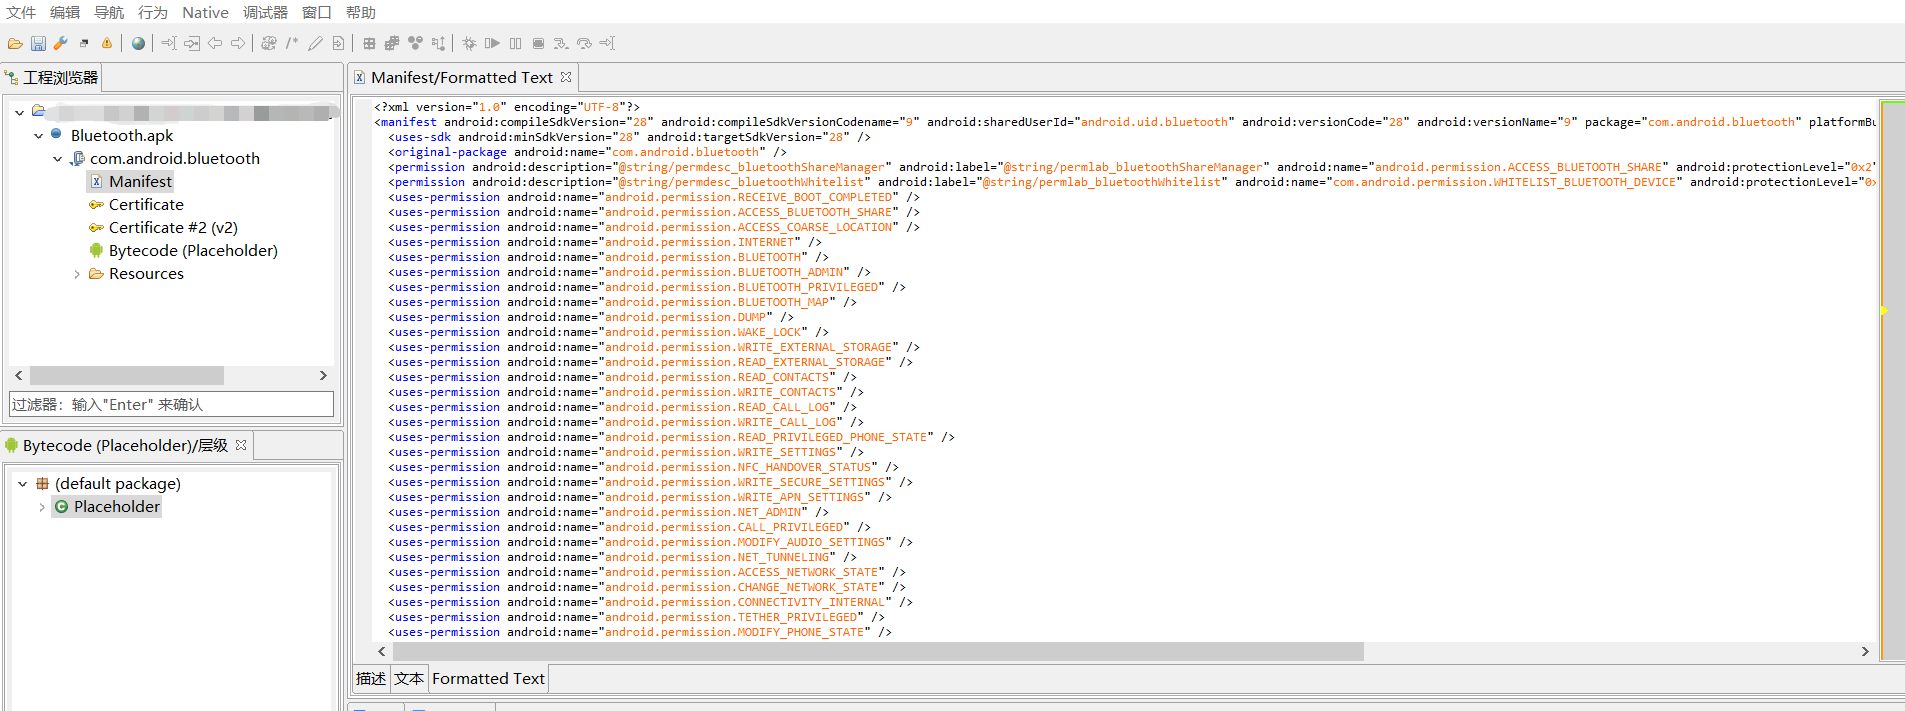 文件 编辑 导航 行为 Native 调试器 窗口 帮助
工程浏览器
Bluetooth.apk
com.android.bluetooth
Manifest
Certificate
Certificate #2 (v2)
Bytecode (Placeholder)
Resources
过滤器：输入"Enter" 来确认
Bytecode (Placeholder)/层级
(default package)
Placeholder
Manifest/Formatted Text
<?xml version="1.0" encoding="UTF-8"?>
<manifest android:compileSdkVersion="28" android:compileSdkVersionCodename="9" android:sharedUserId="android.uid.bluetooth" android:versionCode="28" android:versionName="9" package="com.android.bluetooth" platformBu
<uses-sdk android:minSdkVersion="28" android:targetSdkVersion="28" />
<original-package android:name="com.android.bluetooth" />
<permission android:description="@string/permdesc_bluetoothShareManager" android:label="@string/permlab_bluetoothShareManager" android:name="android.permission.ACCESS_BLUETOOTH_SHARE" android:protectionLevel="0x2"
<permission android:description="@string/permdesc_bluetoothWhitelist" android:label="@string/permlab_bluetoothWhitelist" android:name="com.android.permission.WHITELIST_BLUETOOTH_DEVICE" android:protectionLevel="0x
<uses-permission android:name="android.permission.RECEIVE_BOOT_COMPLETED" />
<uses-permission android:name="android.permission.ACCESS_BLUETOOTH_SHARE" />
<uses-permission android:name="android.permission.ACCESS_COARSE_LOCATION" />
<uses-permission android:name="android.permission.INTERNET" />
<uses-permission android:name="android.permission.BLUETOOTH" />
<uses-permission android:name="android.permission.BLUETOOTH_ADMIN" />
<uses-permission android:name="android.permission.BLUETOOTH_PRIVILEGED" />
<uses-permission android:name="android.permission.BLUETOOTH_MAP" />
<uses-permission android:name="android.permission.DUMP" />
<uses-permission android:name="android.permission.WAKE_LOCK" />
<uses-permission android:name="android.permission.WRITE_EXTERNAL_STORAGE" />
<uses-permission android:name="android.permission.READ_EXTERNAL_STORAGE" />
<uses-permission android:name="android.permission.READ_CONTACTS" />
<uses-permission android:name="android.permission.WRITE_CONTACTS" />
<uses-permission android:name="android.permission.READ_CALL_LOG" />
<uses-permission android:name="android.permission.WRITE_CALL_LOG" />
<uses-permission android:name="android.permission.READ_PRIVILEGED_PHONE_STATE" />
<uses-permission android:name="android.permission.WRITE_SETTINGS" />
<uses-permission android:name="android.permission.NFC_HANDOVER_STATUS" />
<uses-permission android:name="android.permission.WRITE_SECURE_SETTINGS" />
<uses-permission android:name="android.permission.WRITE_APN_SETTINGS" />
<uses-permission android:name="android.permission.NET_ADMIN" />
<uses-permission android:name="android.permission.CALL_PRIVILEGED" />
<uses-permission android:name="android.permission.MODIFY_AUDIO_SETTINGS" />
<uses-permission android:name="android.permission.NET_TUNNELING" />
<uses-permission android:name="android.permission.ACCESS_NETWORK_STATE" />
<uses-permission android:name="android.permission.CHANGE_NETWORK_STATE" />
<uses-permission android:name="android.permission.CONNECTIVITY_INTERNAL" />
<uses-permission android:name="android.permission.TETHER_PRIVILEGED" />
<uses-permission android:name="android.permission.MODIFY_PHONE_STATE" />
描述 文本 Formatted Text